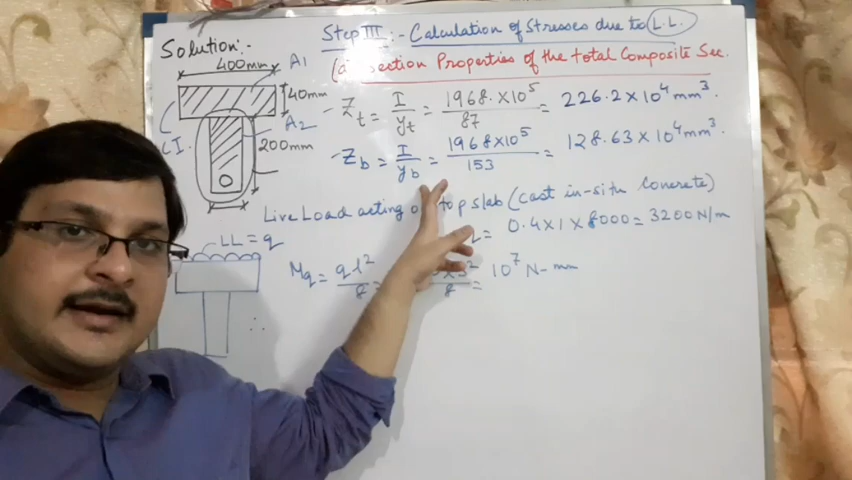 Solution:-
Step III :- Calculation of Stresses due to L.L.
(a) Section Properties of the total Composite Sec.
400mm
A1
40mm
A2
200mm
Zt = I / yt = 1968. × 10^5 / 87 = 226.2 × 10^4 mm^3.
Zb = I / yb = 1968 × 10^5 / 153 = 128.63 × 10^4 mm^3.
Live Load acting top slab (cast in-situ Concrete)
= 0.4 × 1 × 8000 = 3200 N/m
LL = q
Mq = ql^2 / 8 = / 8 = 10^7 N-mm